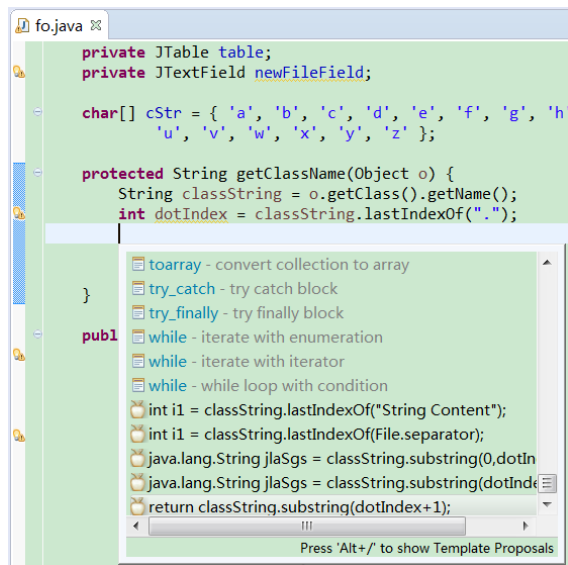 fo.java
private JTable table;
private JTextField newFileField;
char[] cStr = { 'a', 'b', 'c', 'd', 'e', 'f', 'g', 'h'
'u', 'v', 'w', 'x', 'y', 'z' };
protected String getClassName(Object o) {
String classString = o.getClass().getName();
int dotIndex = classString.lastIndexOf(".");
toarray - convert collection to array
try_catch - try catch block
try_finally - try finally block
}
while - iterate with enumeration
publ
while - iterate with iterator
while - while loop with condition
int i1 = classString.lastIndexOf("String Content");
int i1 = classString.lastIndexOf(File.separator);
java.lang.String jlaSgs = classString.substring(0,dotIn
java.lang.String jlaSgs = classString.substring(dotInde
return classString.substring(dotIndex+1);
Press 'Alt+/' to show Template Proposals